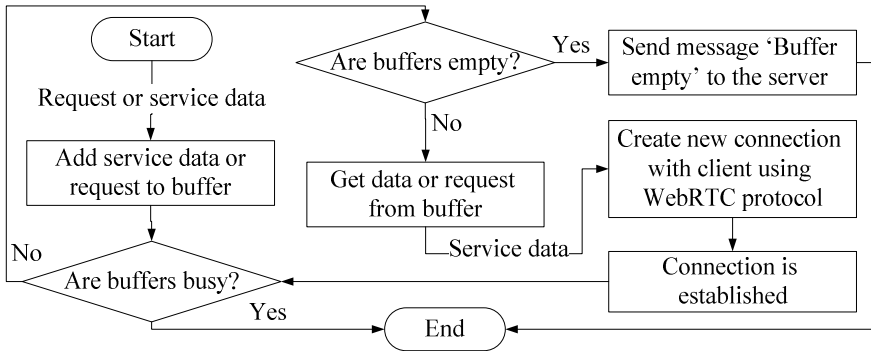 Start
Request or service data
Add service data or
request to buffer
Are buffers busy?
No
Yes
Are buffers empty?
Yes
No
Send message ‘Buffer
empty’ to the server
Get data or request
from buffer
Service data
Create new connection
with client using
WebRTC protocol
Connection is
established
End